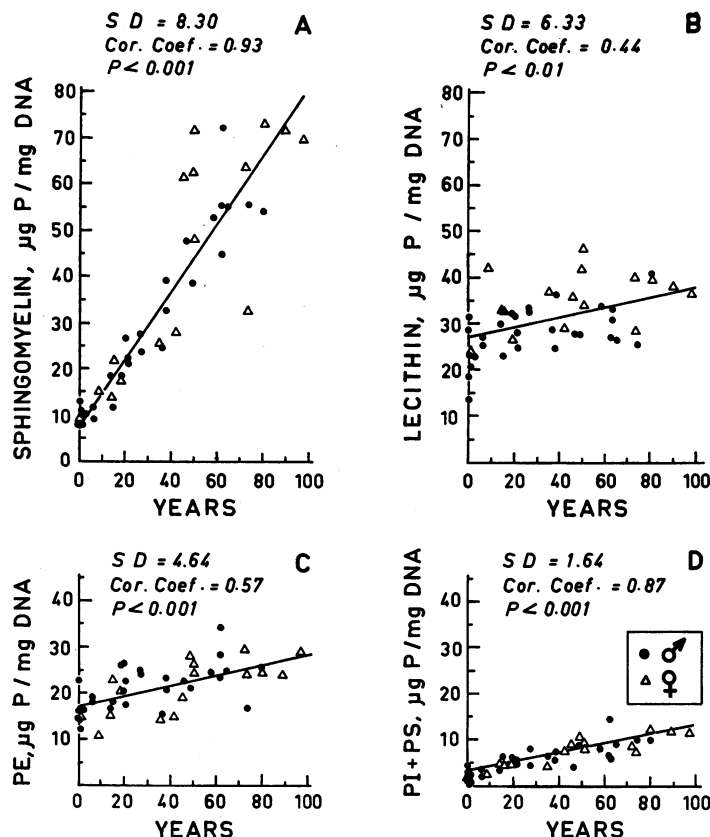 S D = 8.30
Cor. Coef. = 0.93
P < 0.001
A
SPHINGOMYELIN, µg P / mg DNA
80
70
60
50
40
30
20
10
0
0 20 40 60 80 100
YEARS
S D = 6.33
Cor. Coef. = 0.44
P < 0.01
B
LECITHIN, µg P / mg DNA
80
70
60
50
40
30
20
10
0 20 40 60 80 100
YEARS
S D = 4.64
Cor. Coef. = 0.57
P < 0.001
C
PE, µg P/mg DNA
40
30
20
10
0 20 40 60 80 100
YEARS
S D = 1.64
Cor. Coef. = 0.87
P < 0.001
D
PI+PS, µg P/mg DNA
40
30
20
10
0 20 40 60 80 100
YEARS
● ♂
△ ♀